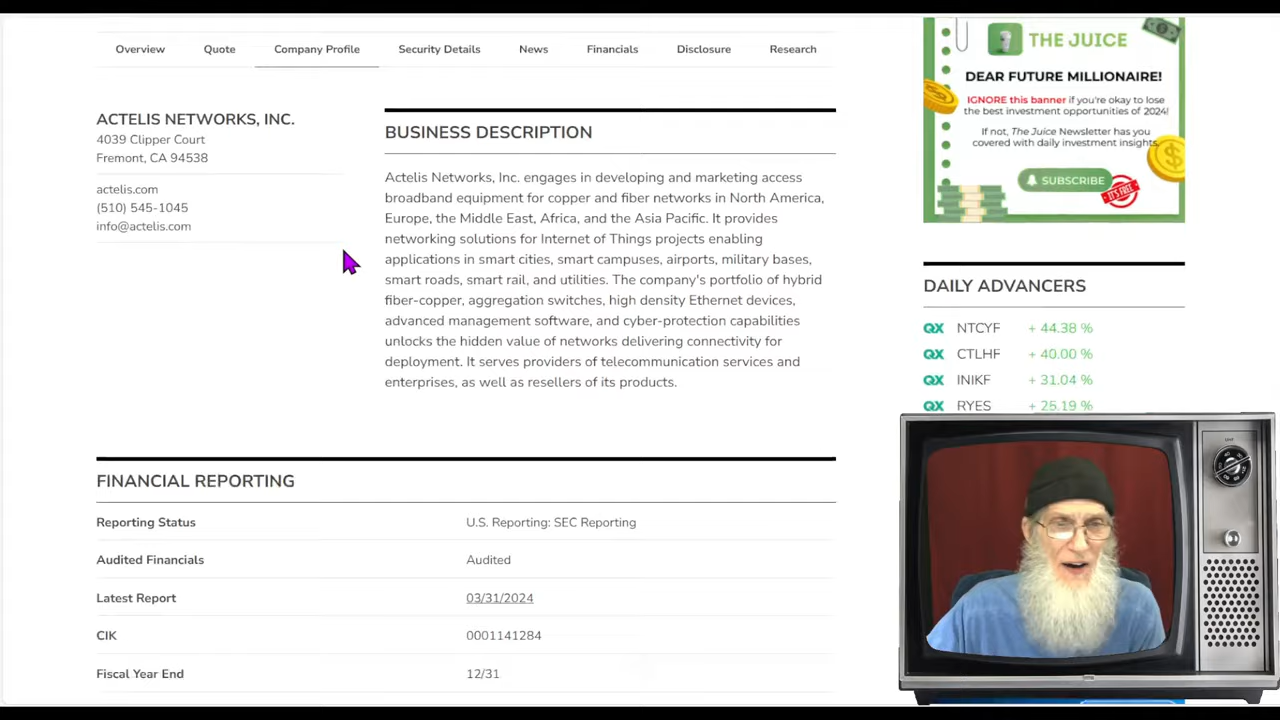 Overview
Quote
Company Profile
Security Details
News
Financials
Disclosure
Research
ACTELIS NETWORKS, INC.
4039 Clipper Court
Fremont, CA 94538
actelis.com
(510) 545-1045
info@actelis.com
BUSINESS DESCRIPTION
Actelis Networks, Inc. engages in developing and marketing access
broadband equipment for copper and fiber networks in North America,
Europe, the Middle East, Africa, and the Asia Pacific. It provides
networking solutions for Internet of Things projects enabling
applications in smart cities, smart campuses, airports, military bases,
smart roads, smart rail, and utilities. The company's portfolio of hybrid
fiber-copper, aggregation switches, high density Ethernet devices,
advanced management software, and cyber-protection capabilities
unlocks the hidden value of networks delivering connectivity for
deployment. It serves providers of telecommunication services and
enterprises, as well as resellers of its products.
FINANCIAL REPORTING
Reporting Status U.S. Reporting: SEC Reporting
Audited Financials Audited
Latest Report 03/31/2024
CIK 0001141284
Fiscal Year End 12/31
THE JUICE
DEAR FUTURE MILLIONAIRE!
IGNORE this banner if you're okay to lose
the best investment opportunities of 2024!
If not, The Juice Newsletter has you
covered with daily investment insights
SUBSCRIBE
IT'S FREE
DAILY ADVANCERS
QX NTCYF + 44.38 %
QX CTLHF + 40.00 %
QX INIKF + 31.04 %
QX RYES + 25.19 %